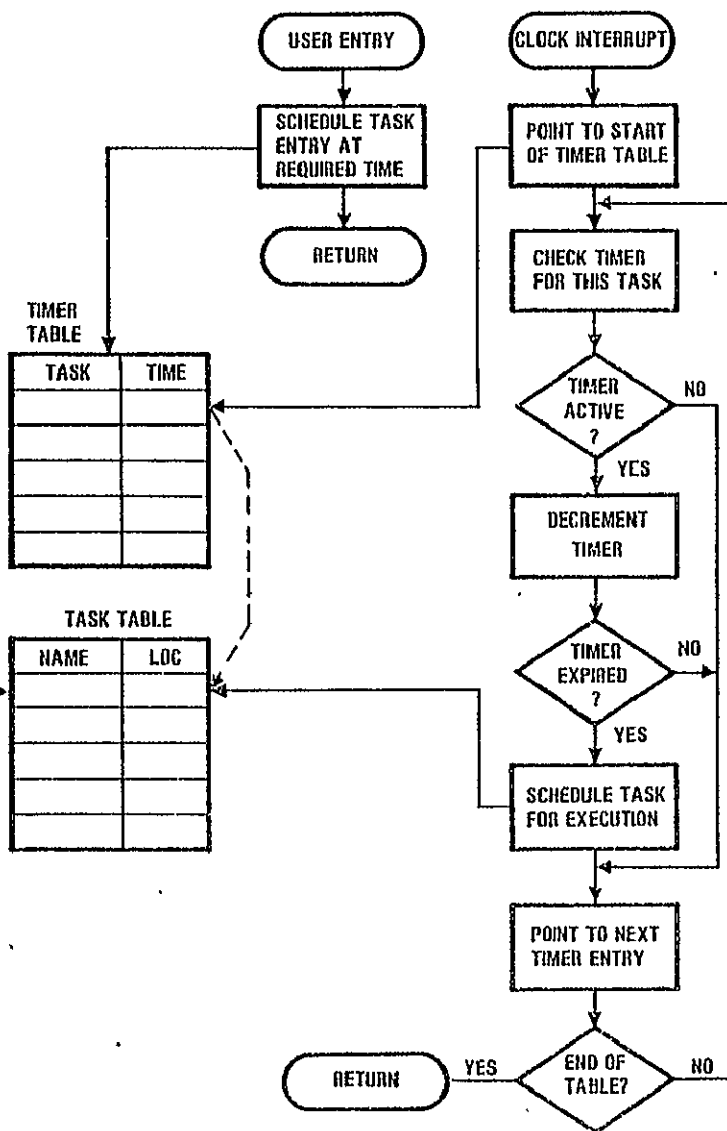 USER ENTRY
SCHEDULE TASK
ENTRY AT
REQUIRED TIME
RETURN
CLOCK INTERRUPT
POINT TO START
OF TIMER TABLE
CHECK TIMER
FOR THIS TASK
TIMER
ACTIVE
?
NO
YES
DECREMENT
TIMER
TIMER
EXPIRED
?
NO
YES
SCHEDULE TASK
FOR EXECUTION
POINT TO NEXT
TIMER ENTRY
END OF
TABLE?
YES
NO
RETURN
TIMER
TABLE
TASK TIME
TASK TABLE
NAME LOC